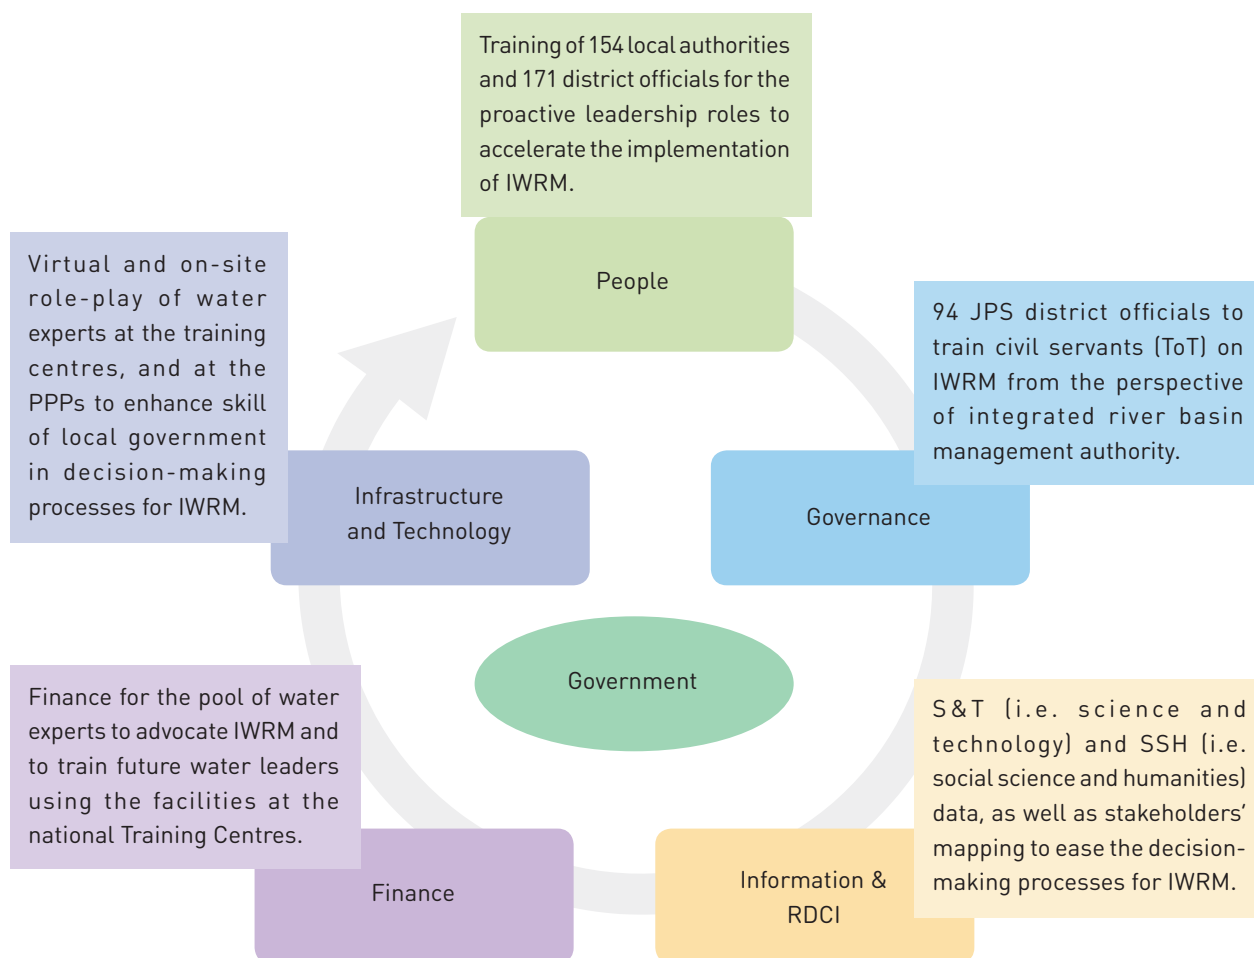 Training of 154 local authorities
and 171 district officials for the
proactive leadership roles to
accelerate the implementation
of IWRM.
People
Virtual and on-site
role-play of water
experts at the training
centres, and at the
PPPs to enhance skill
of local government
in decision-making
processes for IWRM.
94 JPS district officials to
train civil servants (ToT) on
IWRM from the perspective
of integrated river basin
management authority.
Infrastructure
and Technology
Governance
Government
Finance for the pool of water
experts to advocate IWRM and
to train future water leaders
using the facilities at the
national Training Centres.
S&T (i.e. science and
technology) and SSH (i.e.
social science and humanities)
data, as well as stakeholders’
mapping to ease the decision-
making processes for IWRM.
Finance
Information &
RDCI